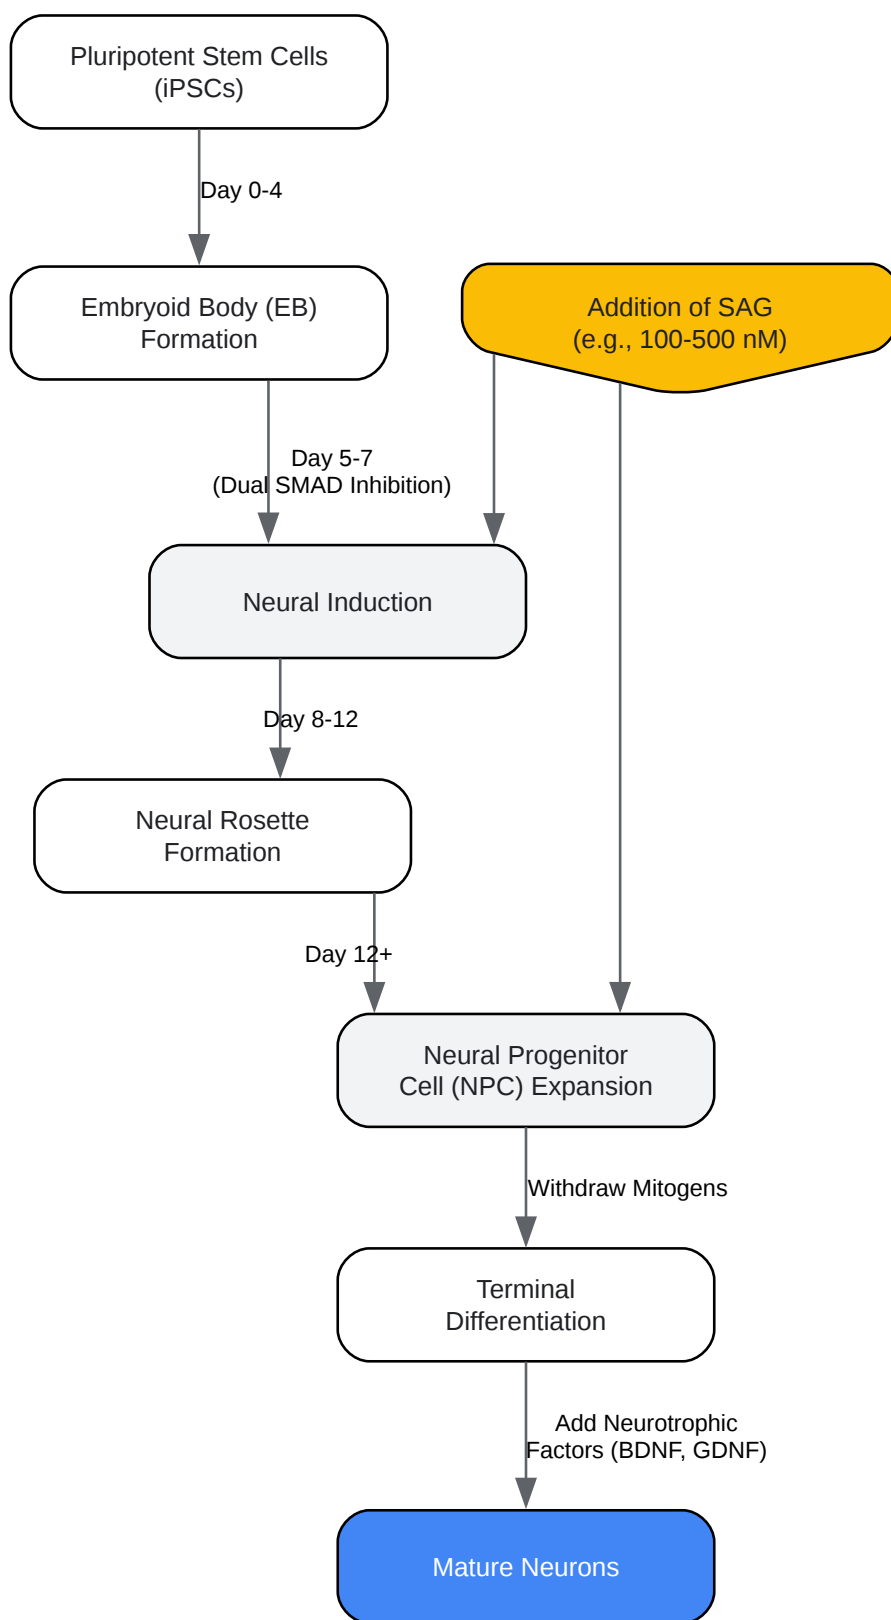 Pluripotent Stem Cells
(iPSCs)
Day 0-4
Embryoid Body (EB)
Formation
Addition of SAG
(e.g., 100-500 nM)
Day 5-7
(Dual SMAD Inhibition)
Neural Induction
Day 8-12
Neural Rosette
Formation
Day 12+
Neural Progenitor
Cell (NPC) Expansion
Withdraw Mitogens
Terminal
Differentiation
Add Neurotrophic
Factors (BDNF, GDNF)
Mature Neurons